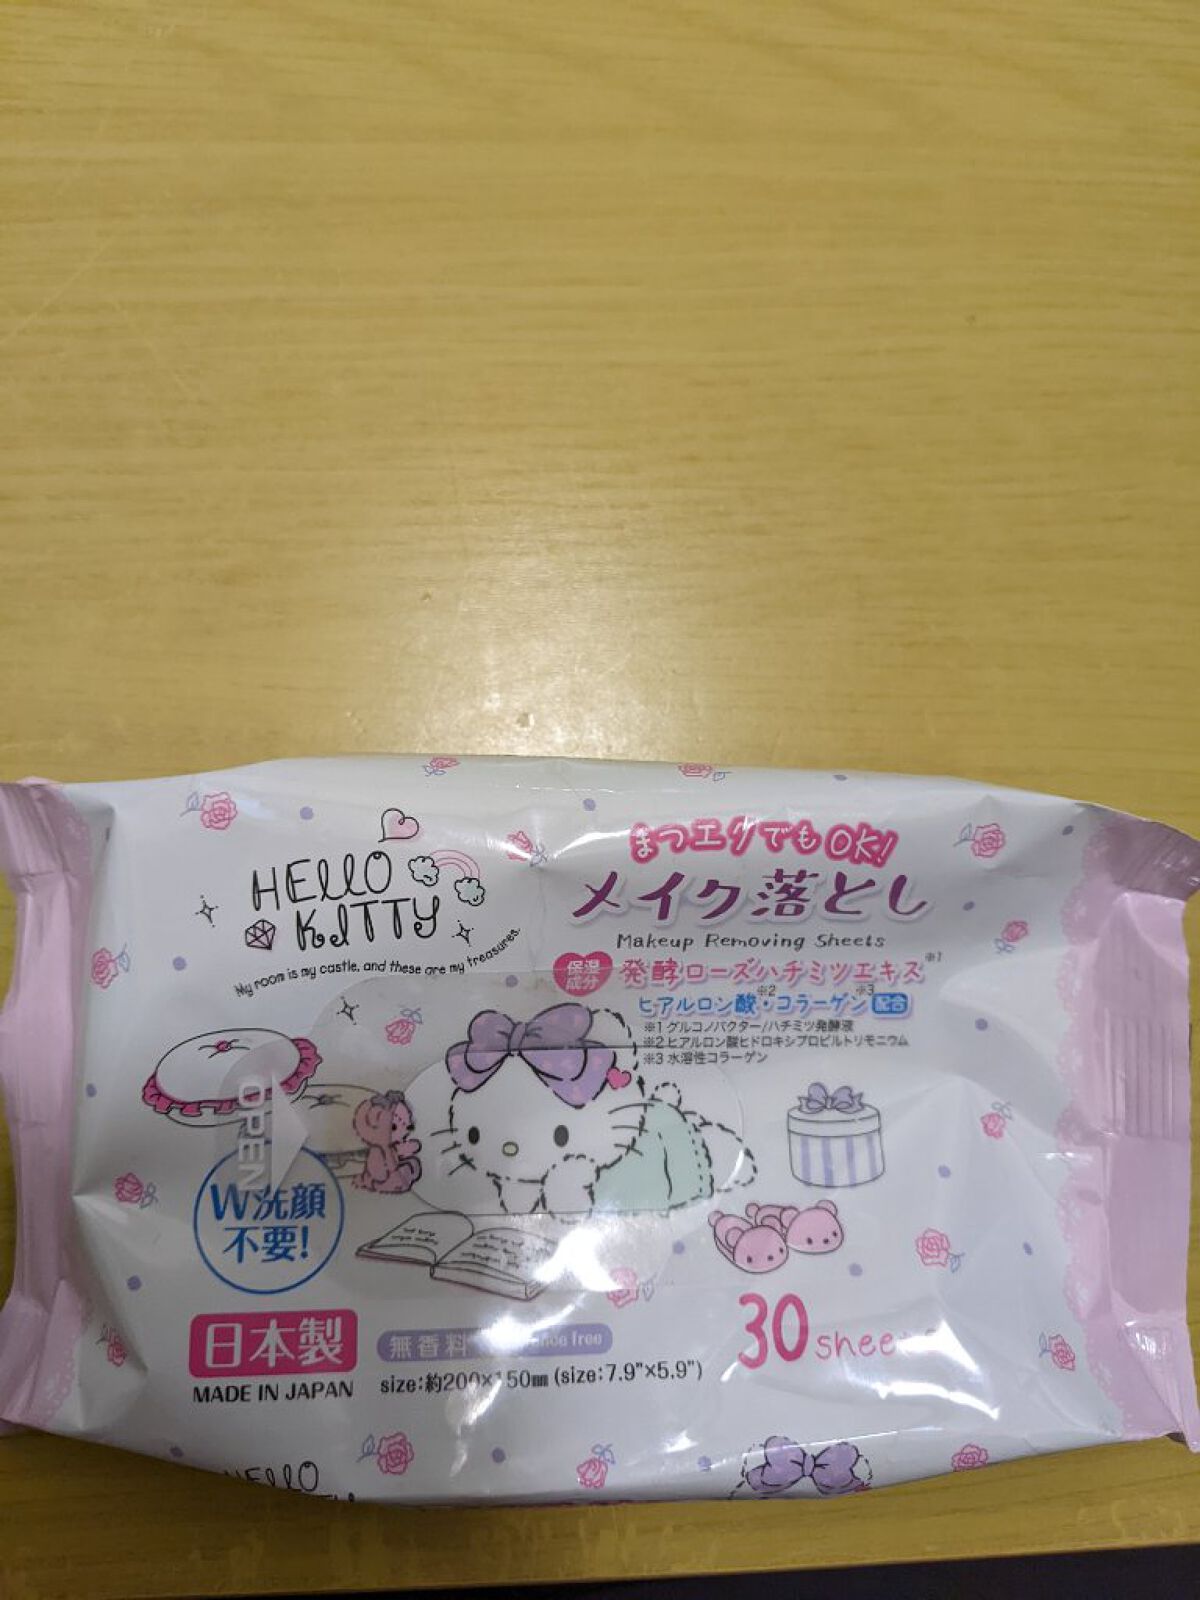 HELLO
KITTY
My room is my castle, and these are my treasures.
まつエクでもOK!
メイク落とし
Makeup Removing Sheets
保湿
成分
発酵ローズハチミツエキス※1
ヒアルロン酸※2・コラーゲン※3 配合
※1 グルコノバクター/ハチミツ発酵液
※2 ヒアルロン酸ヒドロキシプロピルトリモニウム
※3 水溶性コラーゲン
OPEN
W洗顔
不要!
日本製
MADE IN JAPAN
無香料 free
size:約200×150mm (size:7.9"×5.9")
30 sheets
HELLO